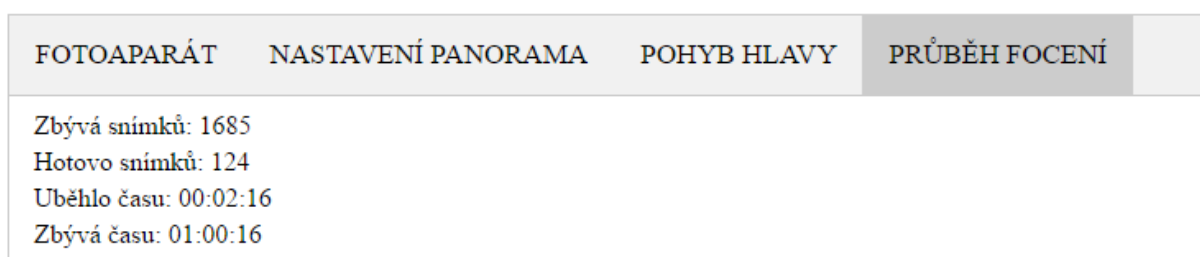 FOTOAPARÁT NASTAVENÍ PANORAMA POHYB HLAVY PRŮBĚH FOCENÍ
Zbývá snímků: 1685
Hotovo snímků: 124
Uběhlo času: 00:02:16
Zbývá času: 01:00:16